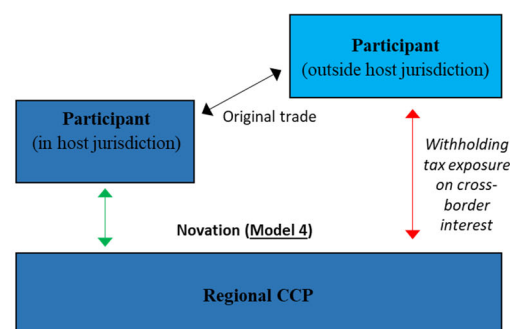 Participant
(outside host jurisdiction)
Participant
(in host jurisdiction)
Original trade
Withholding
tax exposure
on cross-
border
interest
Novation (Model 4)
Regional CCP